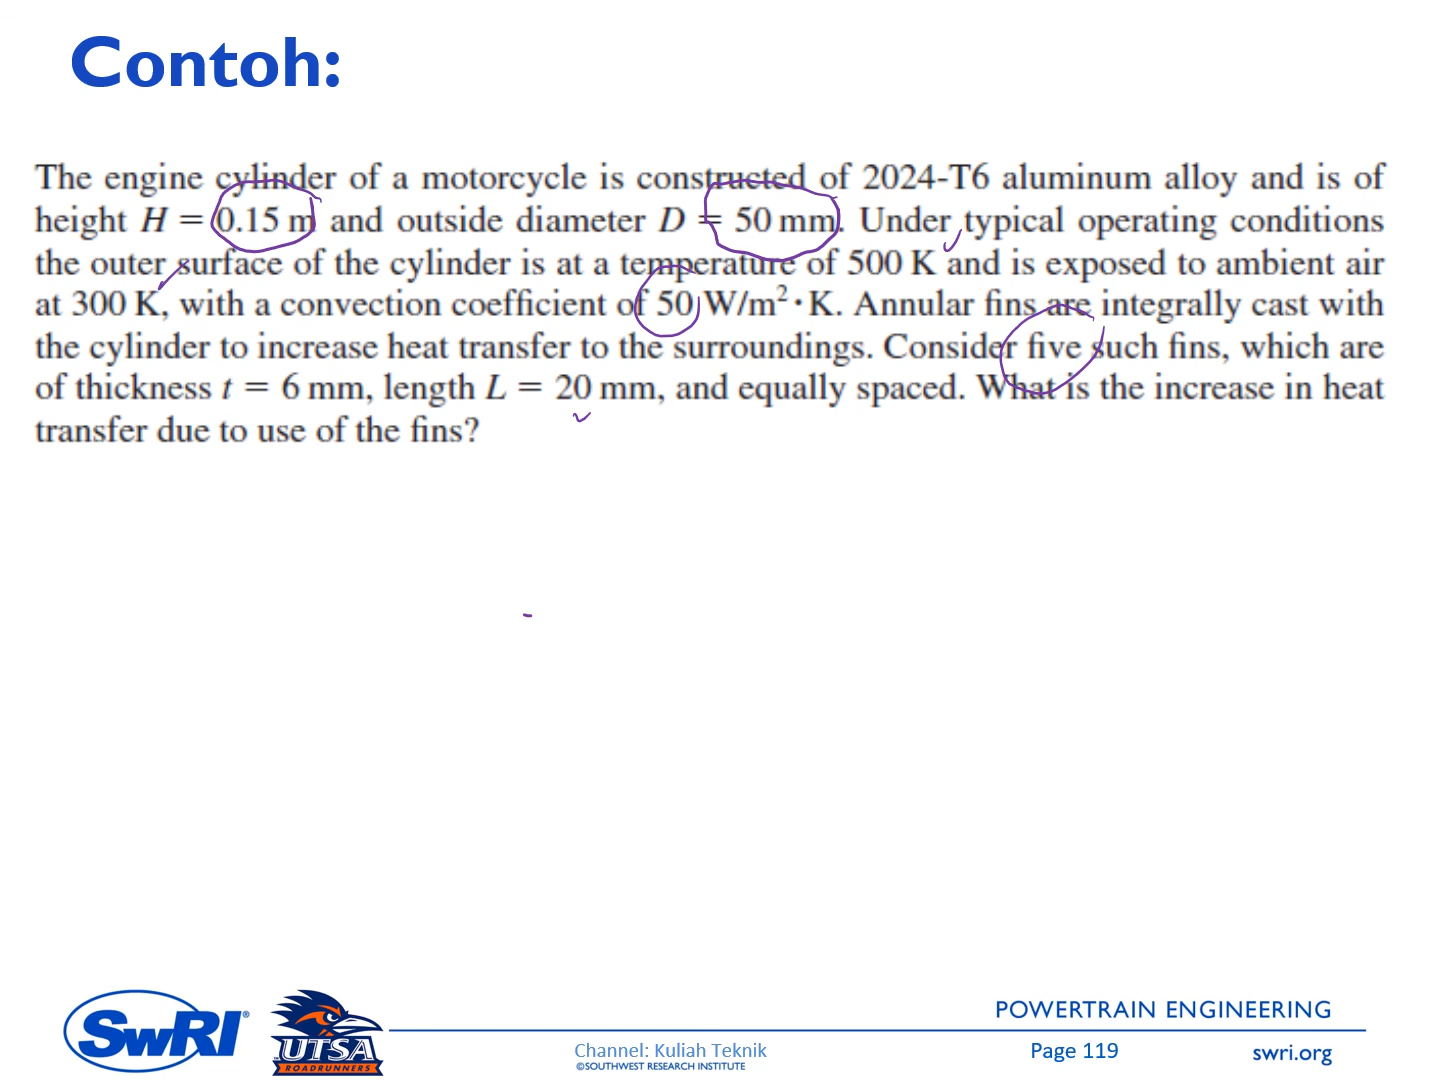 Contoh:
The engine cylinder of a motorcycle is constructed of 2024-T6 aluminum alloy and is of
height H = 0.15 m and outside diameter D = 50 mm. Under typical operating conditions
the outer surface of the cylinder is at a temperature of 500 K and is exposed to ambient air
at 300 K, with a convection coefficient of 50 W/m²·K. Annular fins are integrally cast with
the cylinder to increase heat transfer to the surroundings. Consider five such fins, which are
of thickness t = 6 mm, length L = 20 mm, and equally spaced. What is the increase in heat
transfer due to use of the fins?
SwRI®
UTSA
ROADRUNNERS
Channel: Kuliah Teknik
©SOUTHWEST RESEARCH INSTITUTE
POWERTRAIN ENGINEERING
Page 119
swri.org